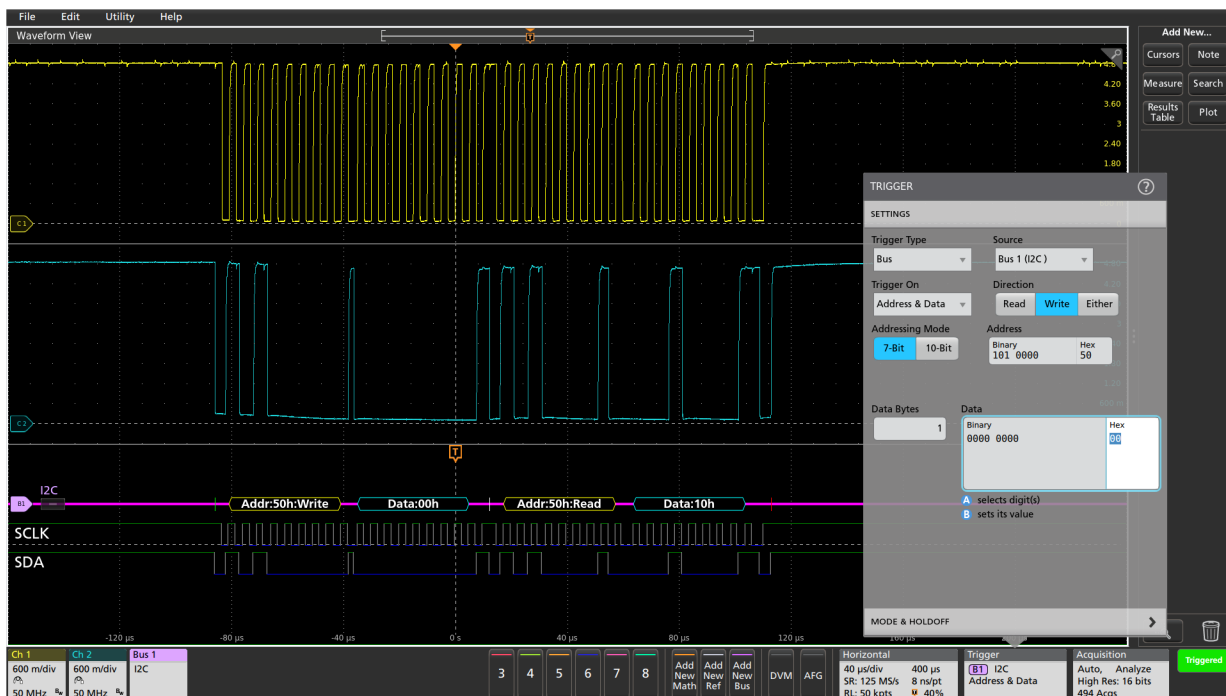 File Edit Utility Help
Waveform View
Add New...
Cursors Note
Measure Search
Results Table Plot
4.20
3.60
3
2.40
1.80
C1
C2
TRIGGER
?
SETTINGS
Trigger Type Source
Bus Bus 1 (I2C )
Trigger On Direction
Address & Data Read Write Either
Addressing Mode Address
7-Bit 10-Bit Binary Hex
101 0000 50
Data Bytes Data
1 Binary Hex
0000 0000 00
A selects digit(s)
B sets its value
MODE & HOLDOFF
T
T
B1 I2C
Addr:50h:Write Data:00h Addr:50h:Read Data:10h
SCLK
SDA
-120 µs -80 µs -40 µs 0 s 40 µs 80 µs 120 µs 160 µs
Ch 1 Ch 2 Bus 1
600 m/div 600 m/div I2C
50 MHz Bw 50 MHz Bw
3 4 5 6 7 8
Add New Math Add New Ref Add New Bus
DVM AFG
Horizontal
40 µs/div 400 µs
SR: 125 MS/s 8 ns/pt
RL: 50 kpts 40%
Trigger
B1 I2C
Address & Data
Acquisition
Auto, Analyze
High Res: 16 bits
494 Acqs
Triggered